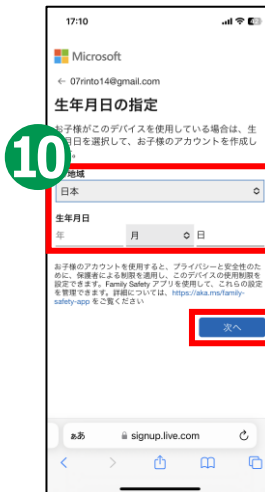 17:10
Microsoft
← 07rinto14@gmail.com
生年月日の指定
お子様がこのデバイスを使用している場合は、生
月日を選択して、お子様のアカウントを作成し
。
10
地域
日本
生年月日
年 月 日
お子様のアカウントを使用すると、プライバシーと安全性のた
めに、保護者による制限を適用し、このデバイスの使用制限を
設定できます。Family Safety アプリを使用して、これらの設定
を管理できます。詳細については、https://aka.ms/family-
safety-app をご覧ください
次へ
ぁあ signup.live.com